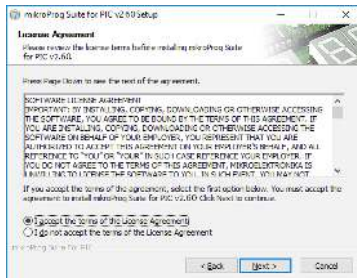 mikroProg Suite for PIC v2.60 Setup
License Agreement
Please review the license terms before installing mikroProg Suite
for PIC v2.60.
Press Page Down to see the rest of the agreement.
SOFTWARE LICENSE AGREEMENT
IMPORTANT: BY INSTALLING, COPYING, DOWNLOADING OR OTHERWISE ACCESSING
THE SOFTWARE, YOU AGREE TO BE BOUND BY THE TERMS OF THIS AGREEMENT. IF
YOU ARE INSTALLING, COPYING, DOWNLOADING OR OTHERWISE ACCESSING THE
SOFTWARE ON BEHALF OF YOUR EMPLOYER, YOU REPRESENT THAT YOU ARE
AUTHORIZED TO ACCEPT THIS AGREEMENT ON YOUR EMPLOYER'S BEHALF, AND ALL
REFERENCE TO "YOU" OR "YOUR" IN SUCH CASE REFERENCE YOUR EMPLOYER. IF
YOU DO NOT AGREE TO THE TERMS OF THIS AGREEMENT, MIKROELEKTRONIKA IS
UNWILLING TO LICENSE THE SOFTWARE TO YOU. IN SUCH EVENT, YOU MAY NOT
If you accept the terms of the agreement, select the first option below. You must accept the
agreement to install mikroProg Suite for PIC v2.60 Click Next to continue.
I accept the terms of the License Agreement
I do not accept the terms of the License Agreement
mikroProg Suite for PIC
< Back
Next >
Cancel